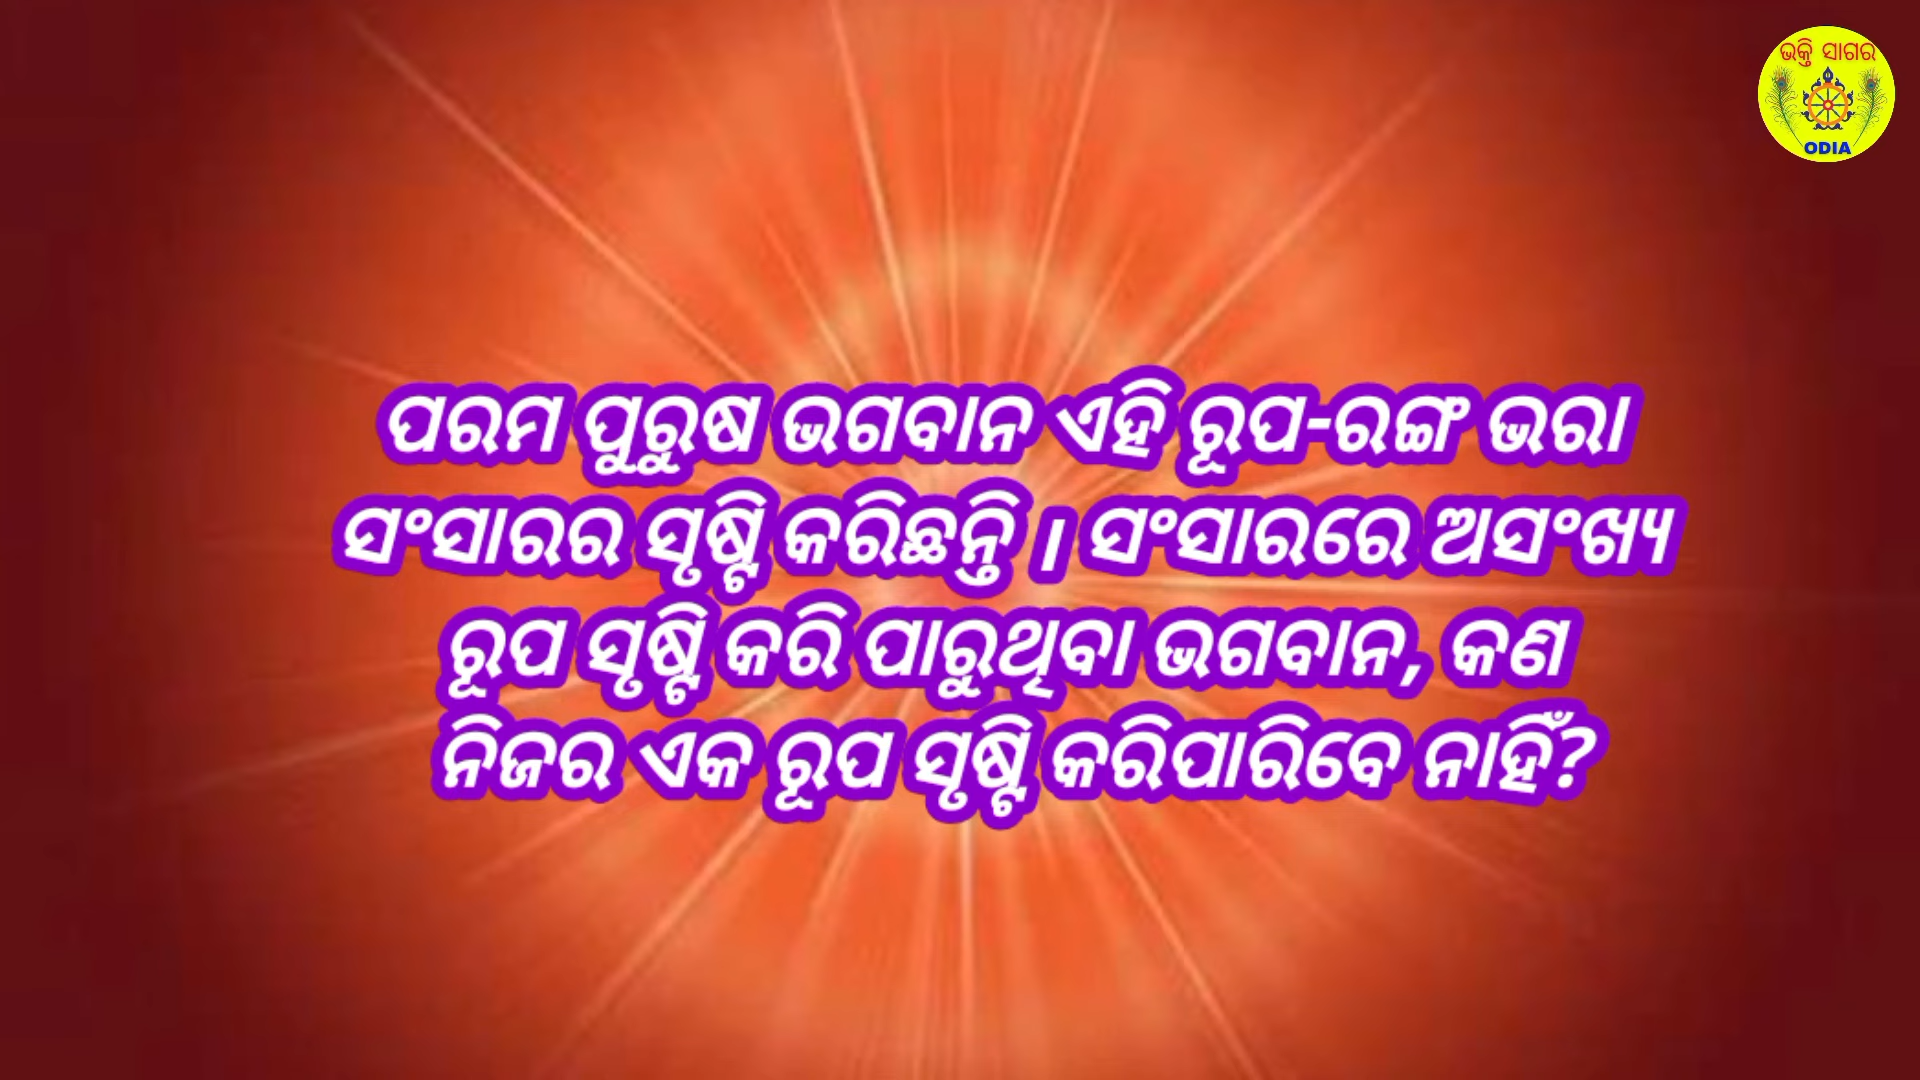 ଭକ୍ତି ସାଗର
ODIA
ପରମ ପୁରୁଷ ଭଗବାନ ଏହି ରୂପ-ରଙ୍ଗ ଭରା
ସଂସାରର ସୃଷ୍ଟି କରିଛନ୍ତି । ସଂସାରରେ ଅସଂଖ୍ୟ
ରୂପ ସୃଷ୍ଟି କରି ପାରୁଥିବା ଭଗବାନ, କଣ
ନିଜର ଏକ ରୂପ ସୃଷ୍ଟି କରିପାରିବେ ନାହିଁ?